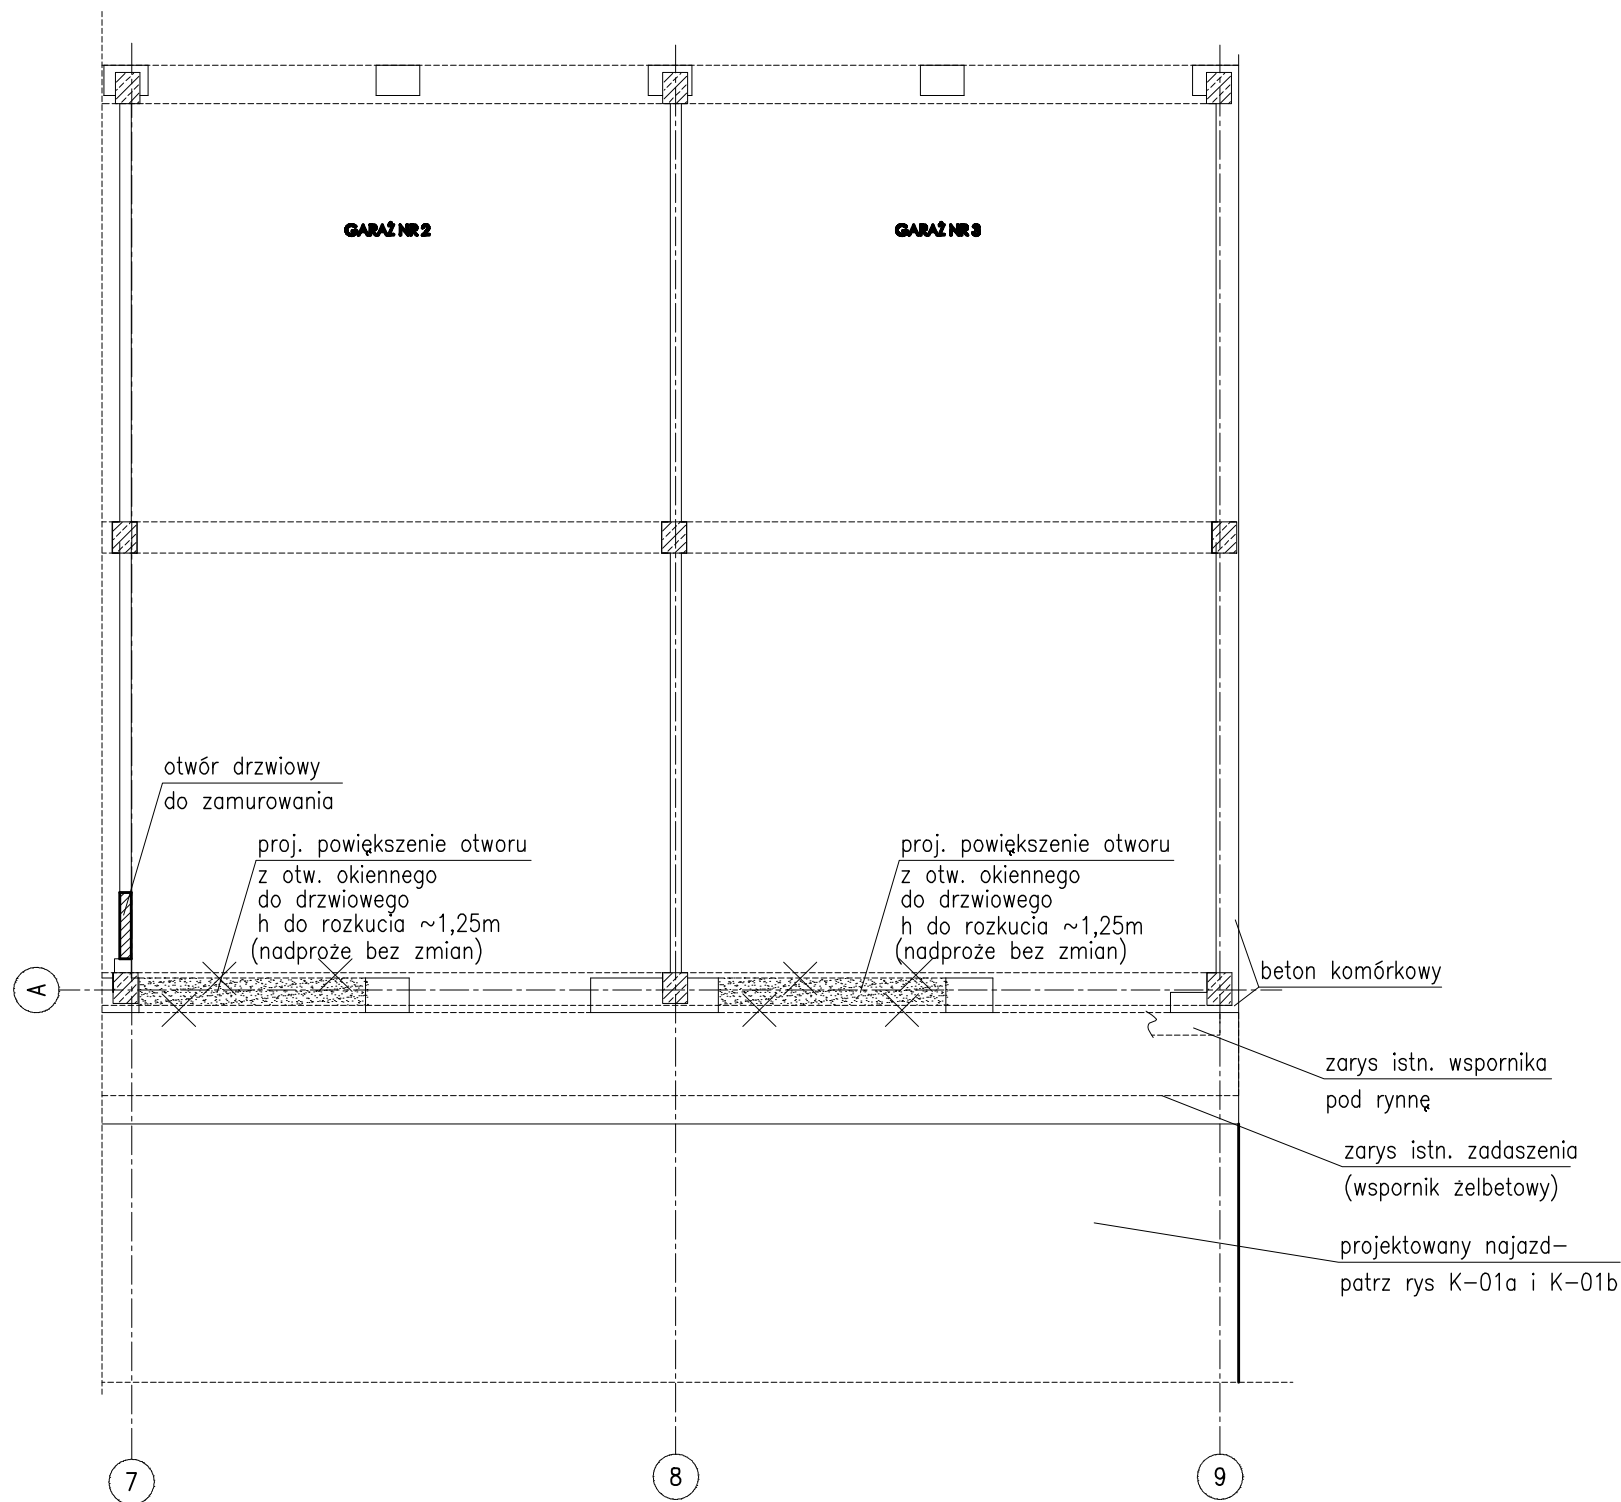 GARAŻ NR 2
GARAŻ NR 3
otwór drzwiowy
do zamurowania
proj. powiększenie otworu
z otw. okiennego
do drzwiowego
h do rozkucia ~1,25m
(nadproże bez zmian)
proj. powiększenie otworu
z otw. okiennego
do drzwiowego
h do rozkucia ~1,25m
(nadproże bez zmian)
A
beton komórkowy
zarys istn. wspornika
pod rynnę
zarys istn. zadaszenia
(wspornik żelbetowy)
projektowany najazd–
patrz rys K–01a i K–01b
7
8
9